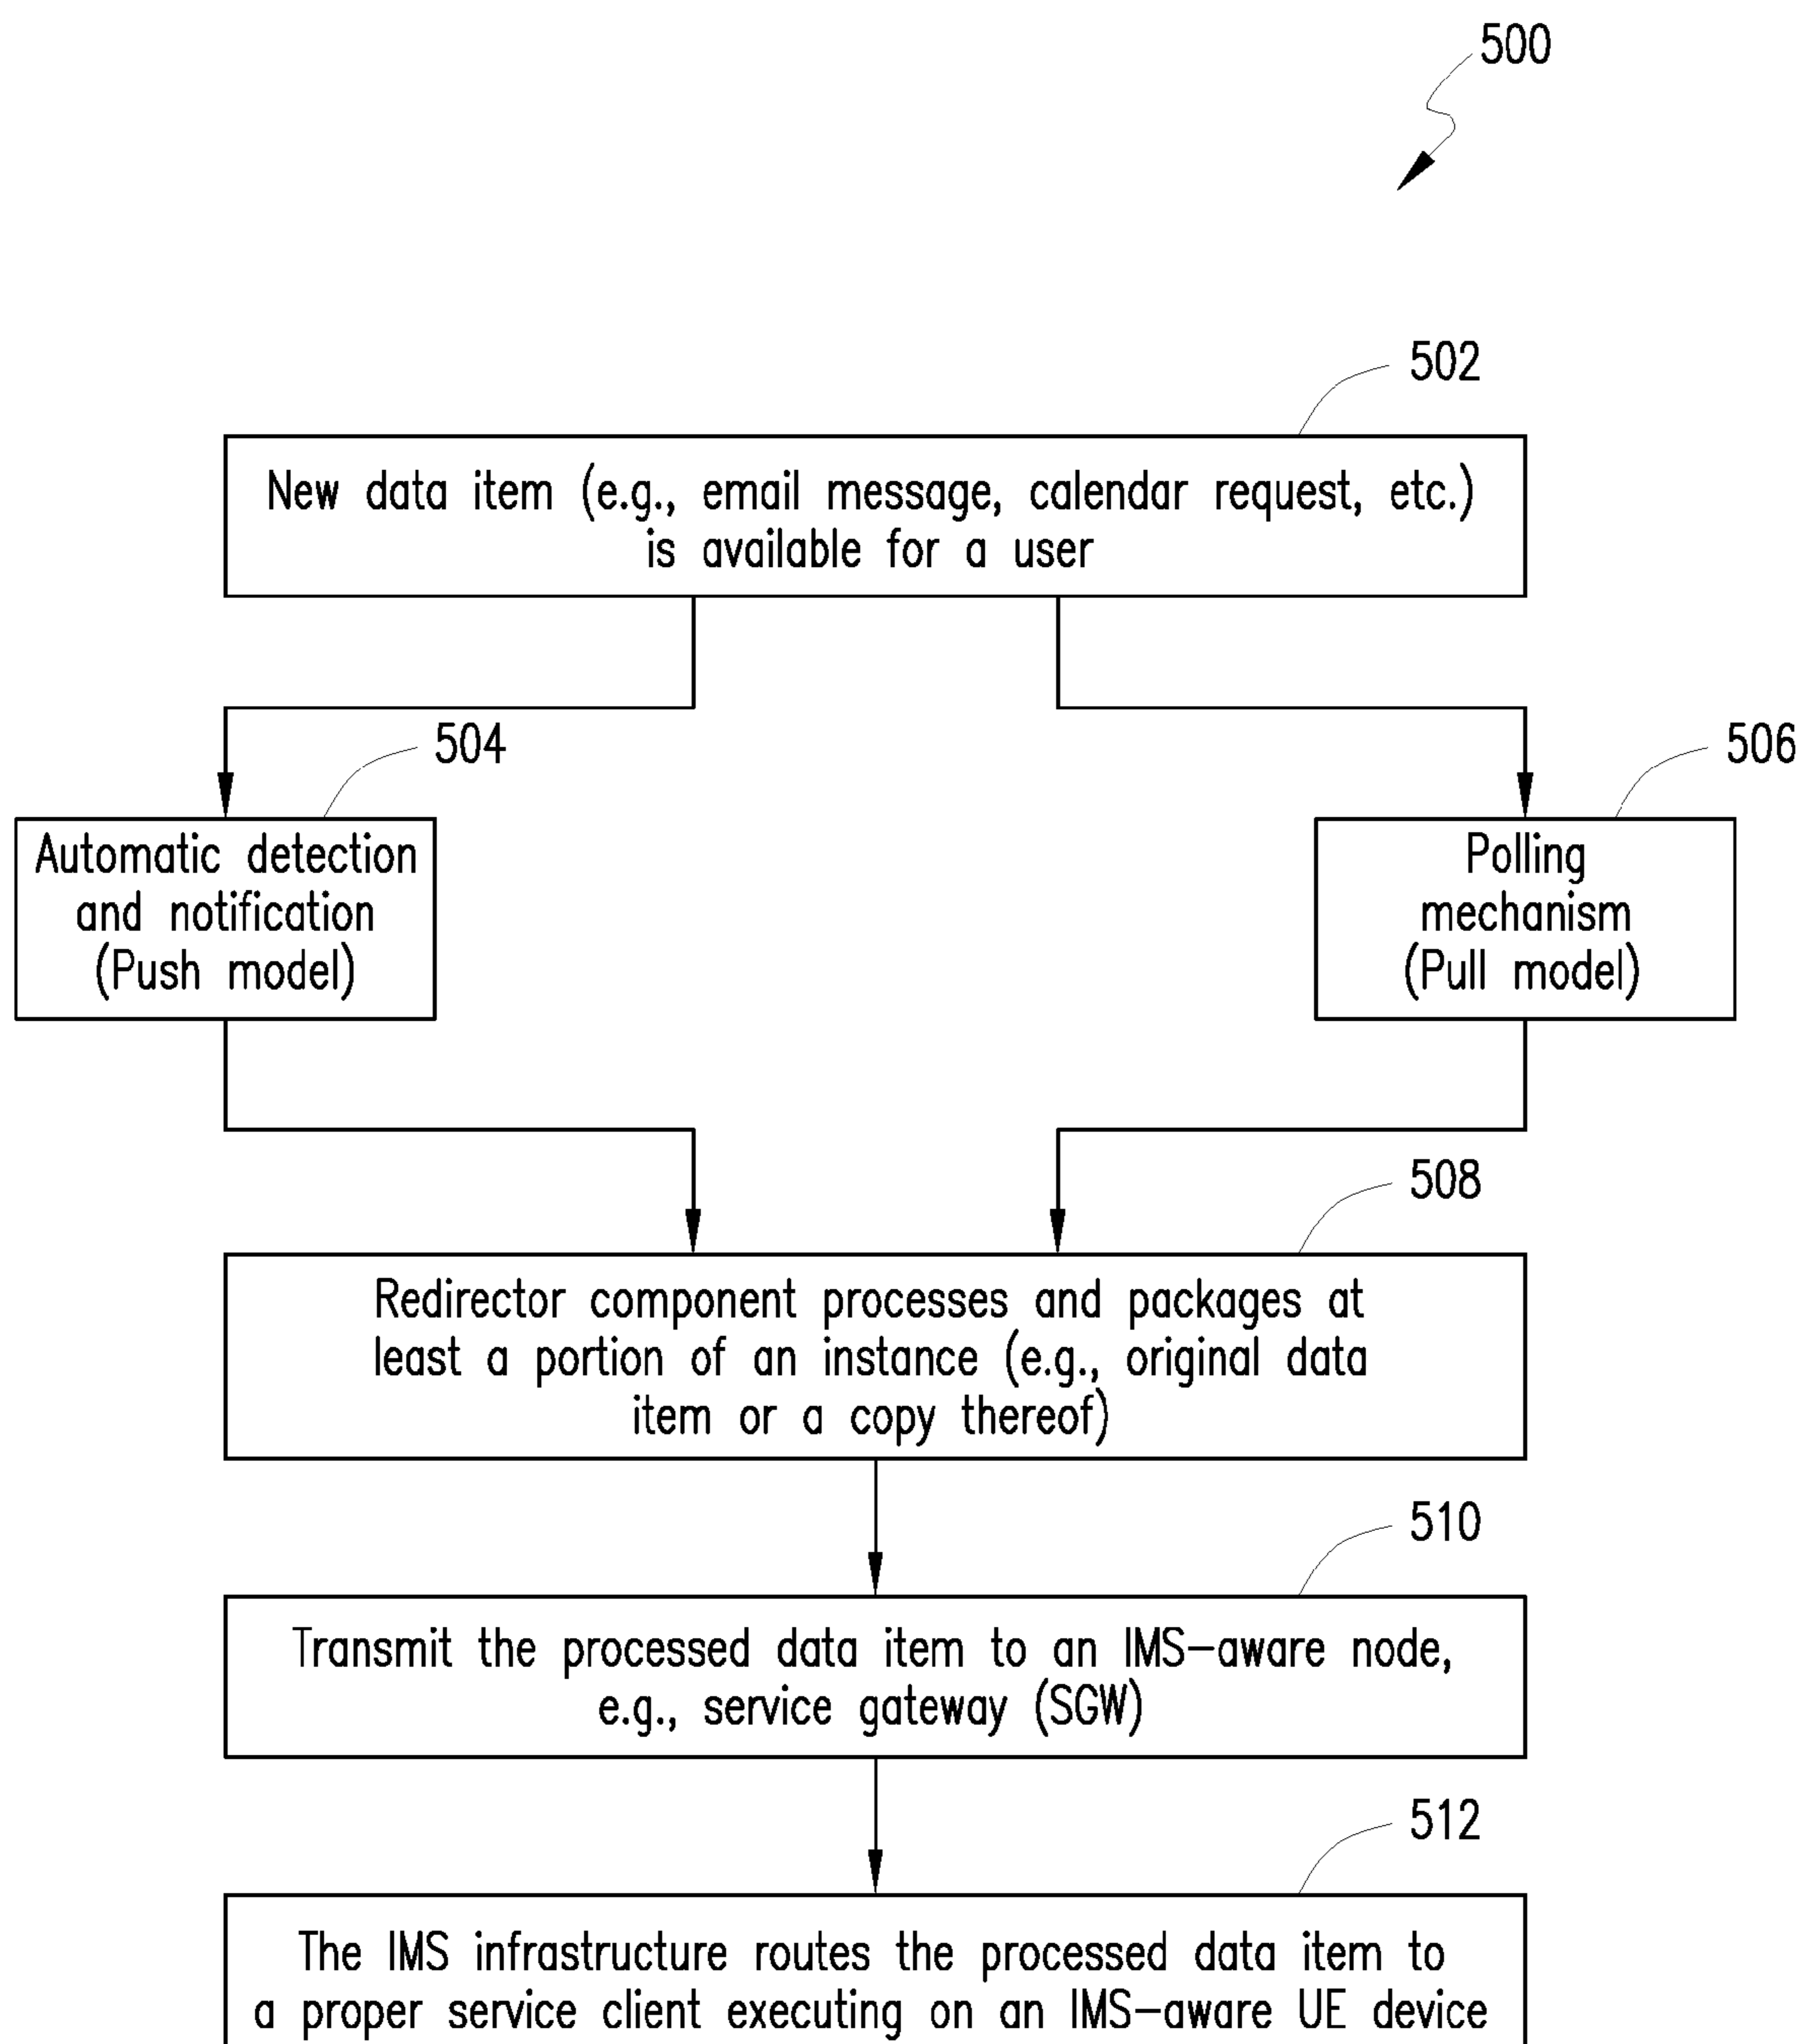 500
502
New data item (e.g., email message, calendar request, etc.)
is available for a user
504
506
Automatic detection
and notification
(Push model)
Polling
mechanism
(Pull model)
508
Redirector component processes and packages at
least a portion of an instance (e.g., original data
item or a copy thereof)
510
Transmit the processed data item to an IMS-aware node,
e.g., service gateway (SGW)
512
The IMS infrastructure routes the processed data item to
a proper service client executing on an IMS-aware UE device